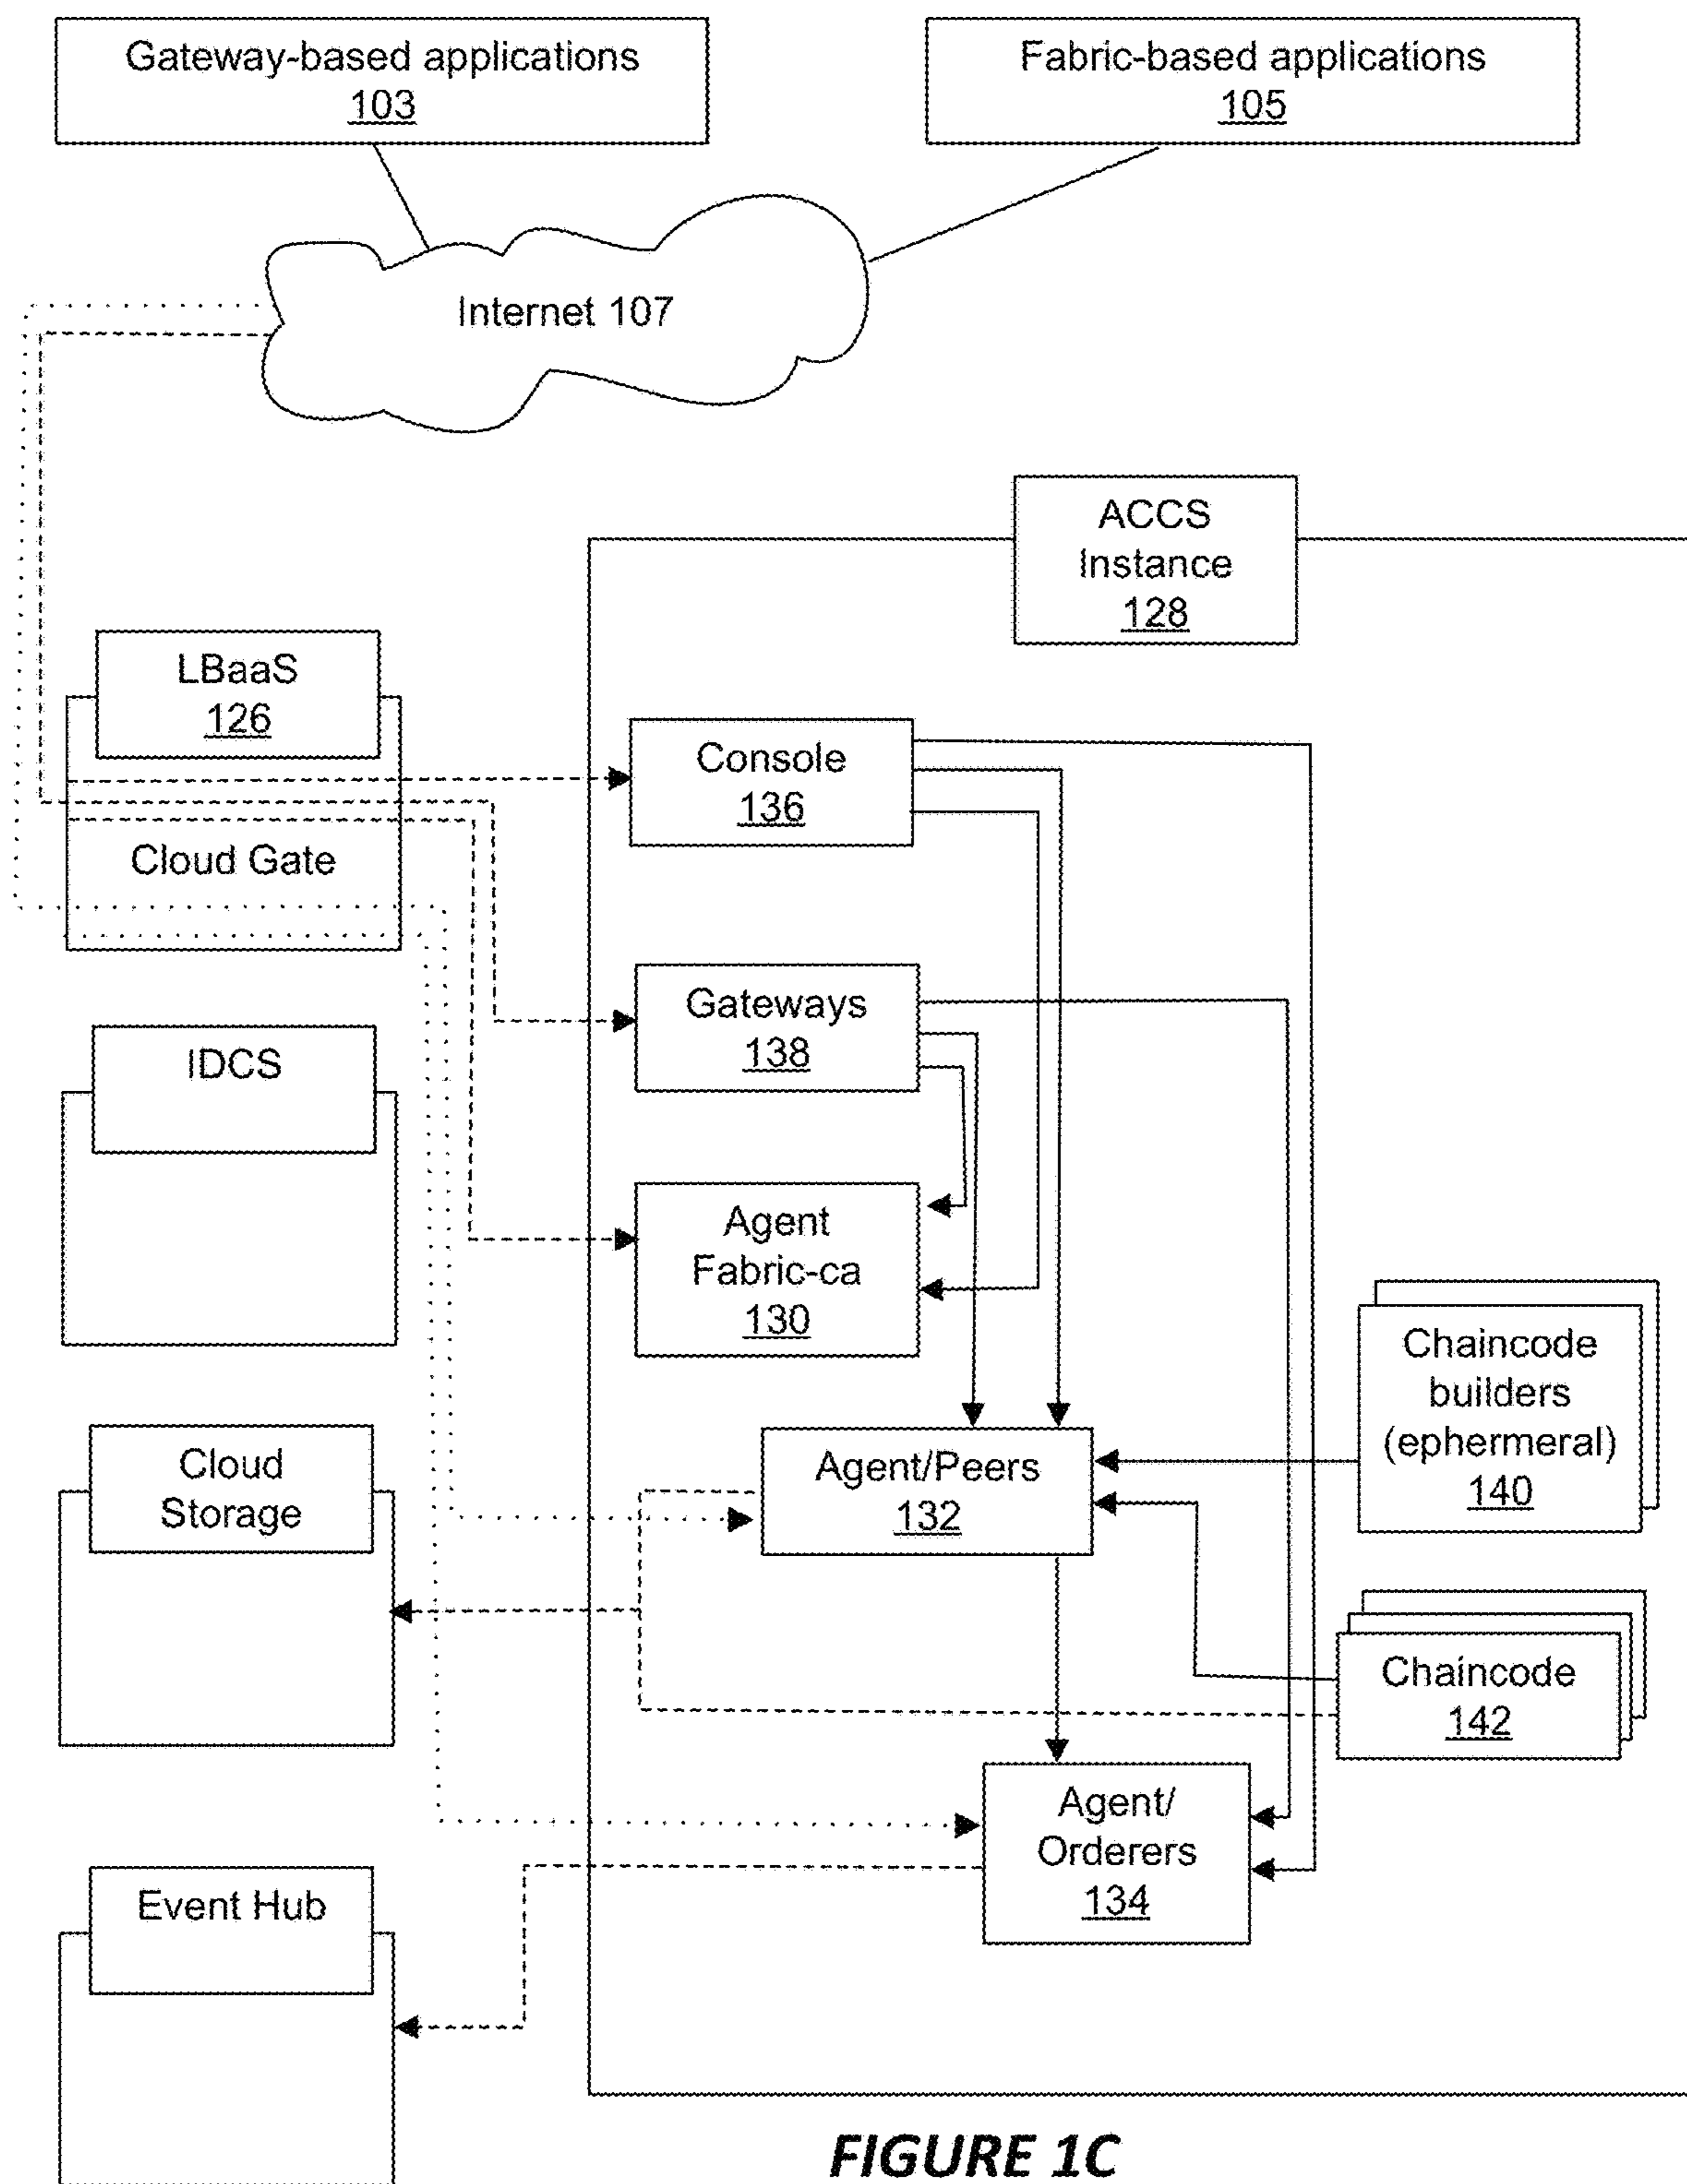 Gateway-based applications
103
Fabric-based applications
105
Internet 107
ACCS
Instance
128
LBaaS
126
Cloud Gate
Console
136
Gateways
138
IDCS
Agent
Fabric-ca
130
Chaincode
builders
(ephermeral)
140
Cloud
Storage
Agent/Peers
132
Chaincode
142
Agent/
Orderers
134
Event Hub
FIGURE 1C